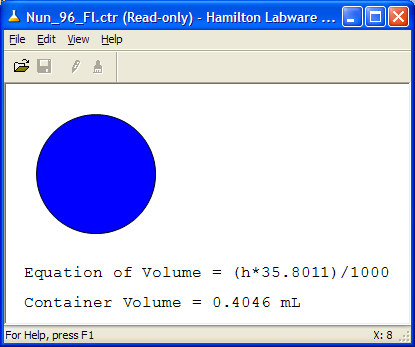 Nun_96_Fl.ctr (Read-only) - Hamilton Labware ...
File Edit View Help
Equation of Volume = (h*35.8011)/1000
Container Volume = 0.4046 mL
For Help, press F1 X: 8